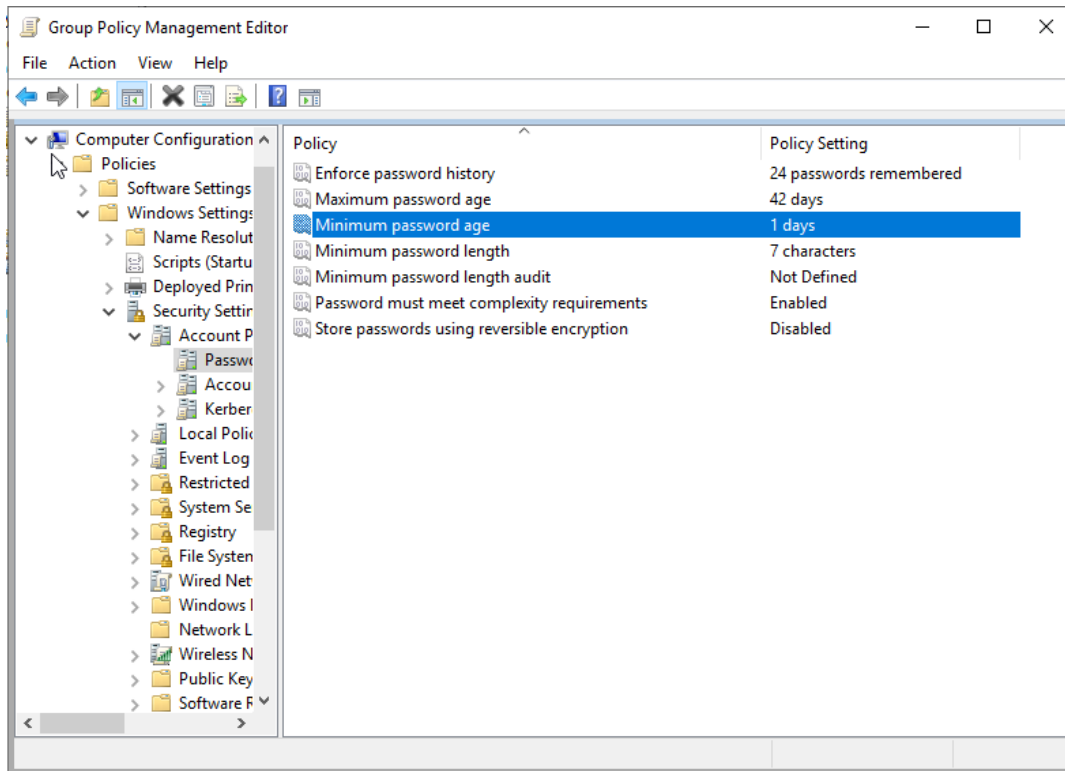 Group Policy Management Editor
File Action View Help
Computer Configuration
Policies
Software Settings
Windows Settings
Name Resolut
Scripts (Startu
Deployed Prin
Security Settin
Account P
Passwo
Accou
Kerber
Local Polic
Event Log
Restricted
System Se
Registry
File System
Wired Net
Windows I
Network L
Wireless N
Public Key
Software R
Policy Policy Setting
Enforce password history 24 passwords remembered
Maximum password age 42 days
Minimum password age 1 days
Minimum password length 7 characters
Minimum password length audit Not Defined
Password must meet complexity requirements Enabled
Store passwords using reversible encryption Disabled